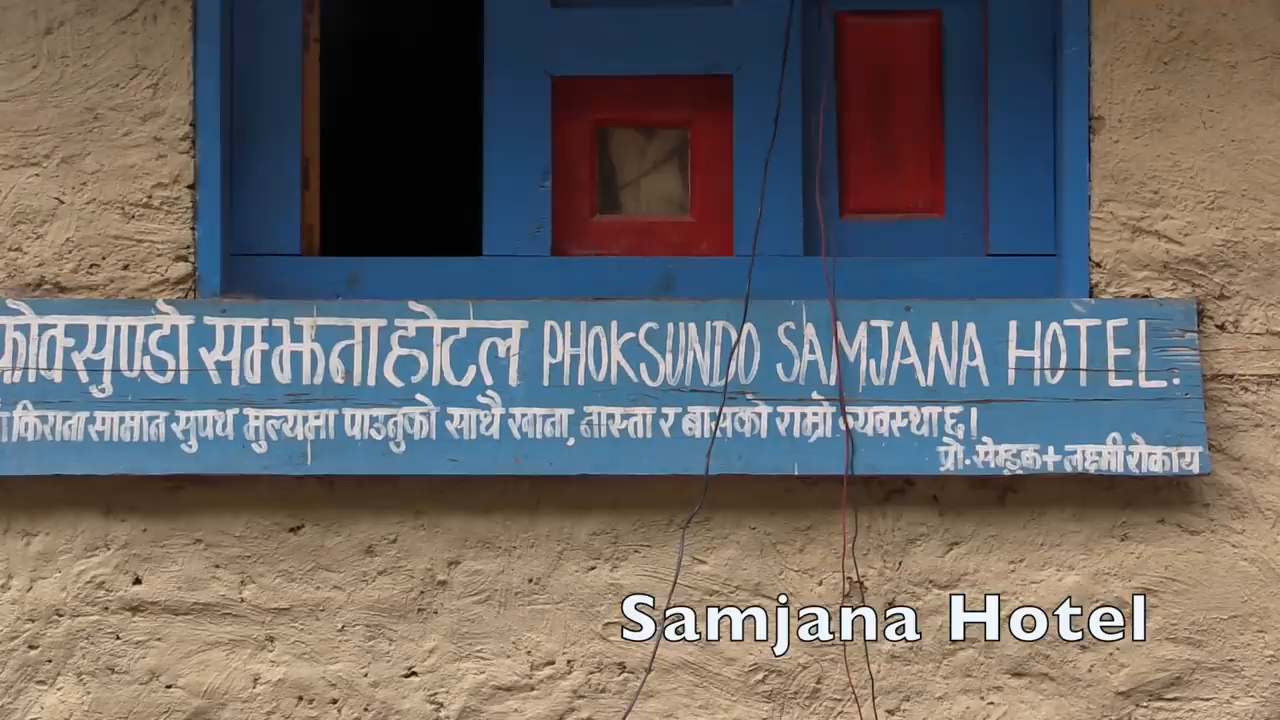 फोक्सुण्डो सम्झना होटल PHOKSUNDO SAMJANA HOTEL.
किराना सामान सुपथ मुल्यमा पाउनुको साथै खाना, नास्ता र बासको राम्रो व्यवस्था छ।
प्रो. सेम्डुक + लक्ष्मी रोकाय
Samjana Hotel